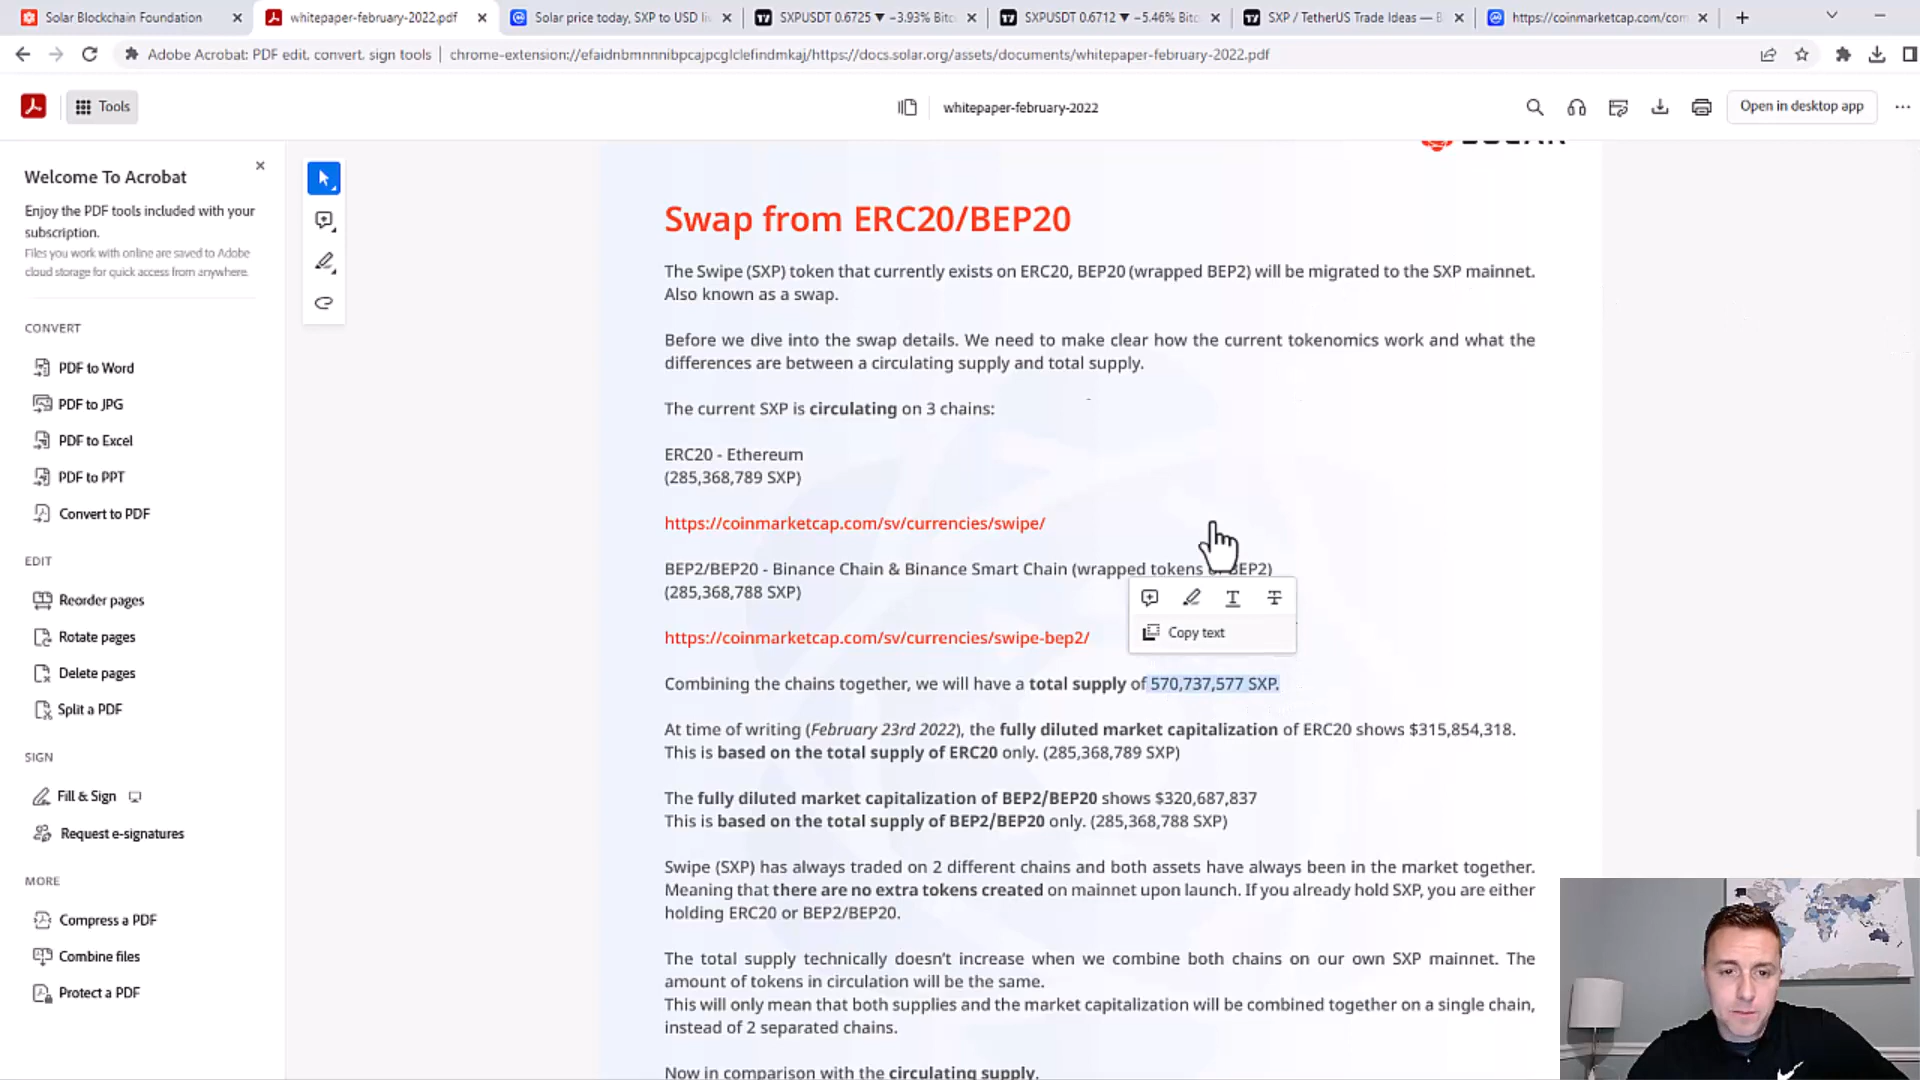 Solar Blockchain Foundation
whitepaper-february-2022.pdf
Solar price today, SXP to USD li
SXPUSDT 0.6725 ▼ −3.93% Bitc
SXPUSDT 0.6712 ▼ −5.46% Bitc
SXP / TetherUS Trade Ideas — B
https://coinmarketcap.com/com
Adobe Acrobat: PDF edit, convert, sign tools
chrome-extension://efaidnbmnnnibpcajpcglclefindmkaj/https://docs.solar.org/assets/documents/whitepaper-february-2022.pdf
Tools
whitepaper-february-2022
Open in desktop app
Welcome To Acrobat
Enjoy the PDF tools included with your
subscription.
Files you work with online are saved to Adobe
cloud storage for quick access from anywhere.
CONVERT
PDF to Word
PDF to JPG
PDF to Excel
PDF to PPT
Convert to PDF
EDIT
Reorder pages
Rotate pages
Delete pages
Split a PDF
SIGN
Fill & Sign
Request e-signatures
MORE
Compress a PDF
Combine files
Protect a PDF
Swap from ERC20/BEP20
The Swipe (SXP) token that currently exists on ERC20, BEP20 (wrapped BEP2) will be migrated to the SXP mainnet.
Also known as a swap.
Before we dive into the swap details. We need to make clear how the current tokenomics work and what the
differences are between a circulating supply and total supply.
The current SXP is circulating on 3 chains:
ERC20 - Ethereum
(285,368,789 SXP)
https://coinmarketcap.com/sv/currencies/swipe/
BEP2/BEP20 - Binance Chain & Binance Smart Chain (wrapped tokens BEP2)
(285,368,788 SXP)
Copy text
https://coinmarketcap.com/sv/currencies/swipe-bep2/
Combining the chains together, we will have a total supply of 570,737,577 SXP.
At time of writing (February 23rd 2022), the fully diluted market capitalization of ERC20 shows $315,854,318.
This is based on the total supply of ERC20 only. (285,368,789 SXP)
The fully diluted market capitalization of BEP2/BEP20 shows $320,687,837
This is based on the total supply of BEP2/BEP20 only. (285,368,788 SXP)
Swipe (SXP) has always traded on 2 different chains and both assets have always been in the market together.
Meaning that there are no extra tokens created on mainnet upon launch. If you already hold SXP, you are either
holding ERC20 or BEP2/BEP20.
The total supply technically doesn't increase when we combine both chains on our own SXP mainnet. The
amount of tokens in circulation will be the same.
This will only mean that both supplies and the market capitalization will be combined together on a single chain,
instead of 2 separated chains.
Now in comparison with the circulating supply.